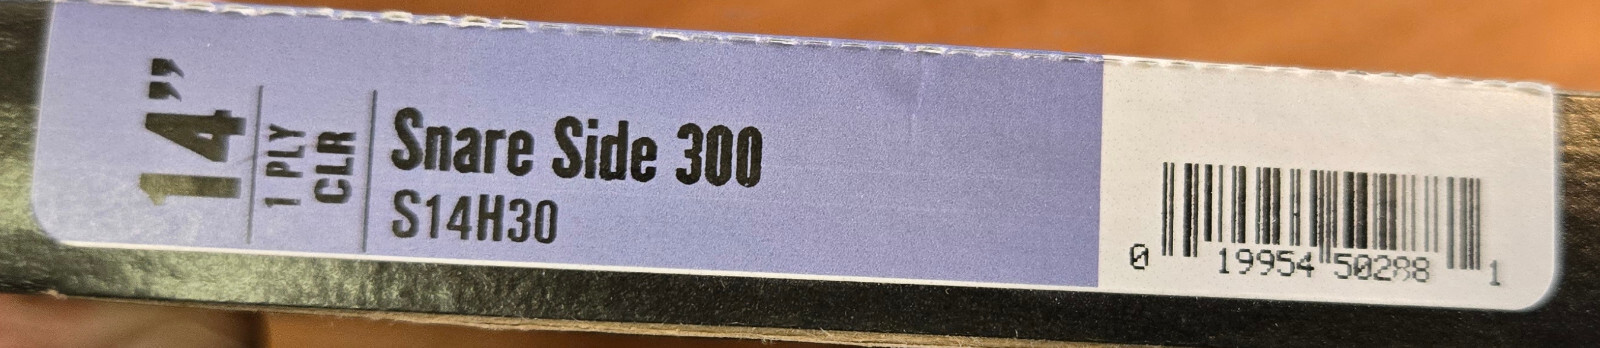 14"
1 PLY
CLR
Snare Side 300
S14H30
0 19954 50288 1